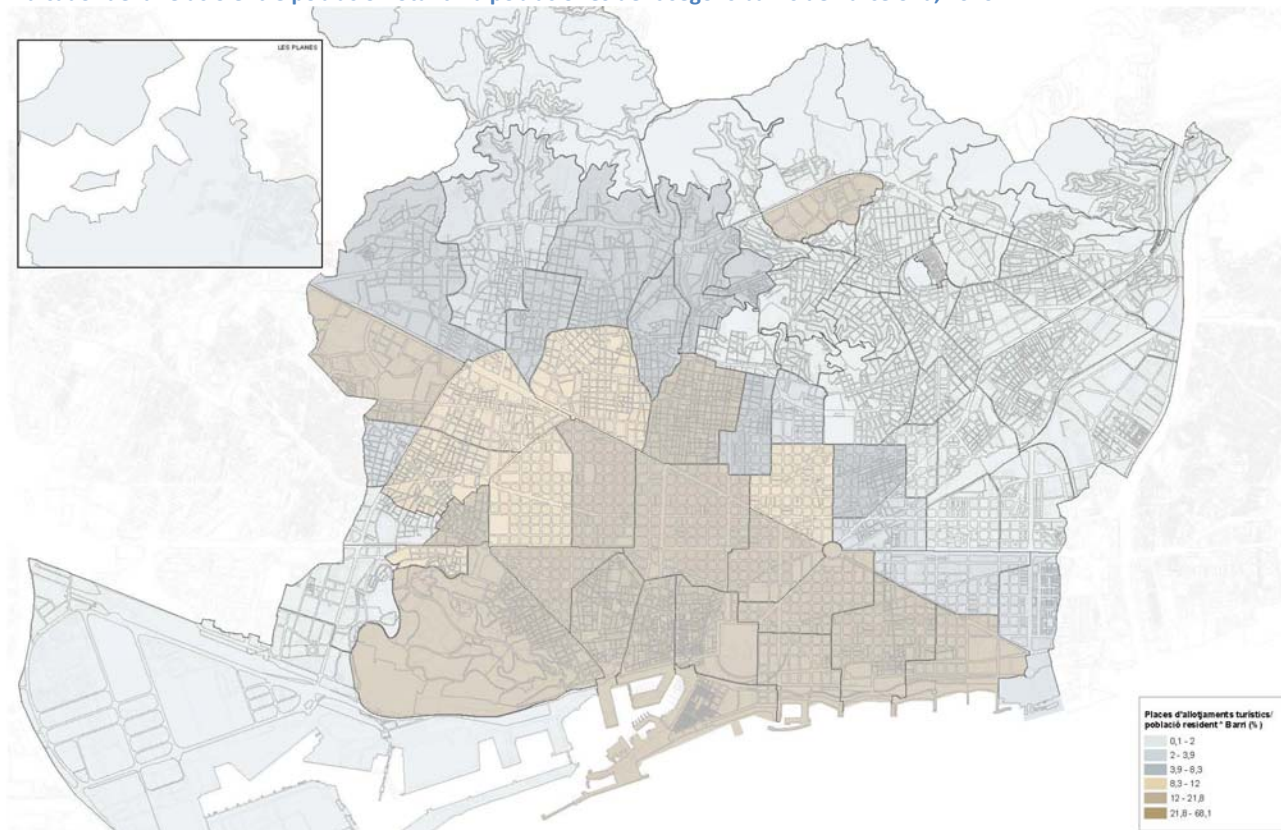 LES PLANES
Places d'allotjaments turístics/
població resident * Barri (%)
0,1 - 2
2 - 3,9
3,9 - 8,3
8,3 - 12
12 - 21,8
21,8 - 68,1